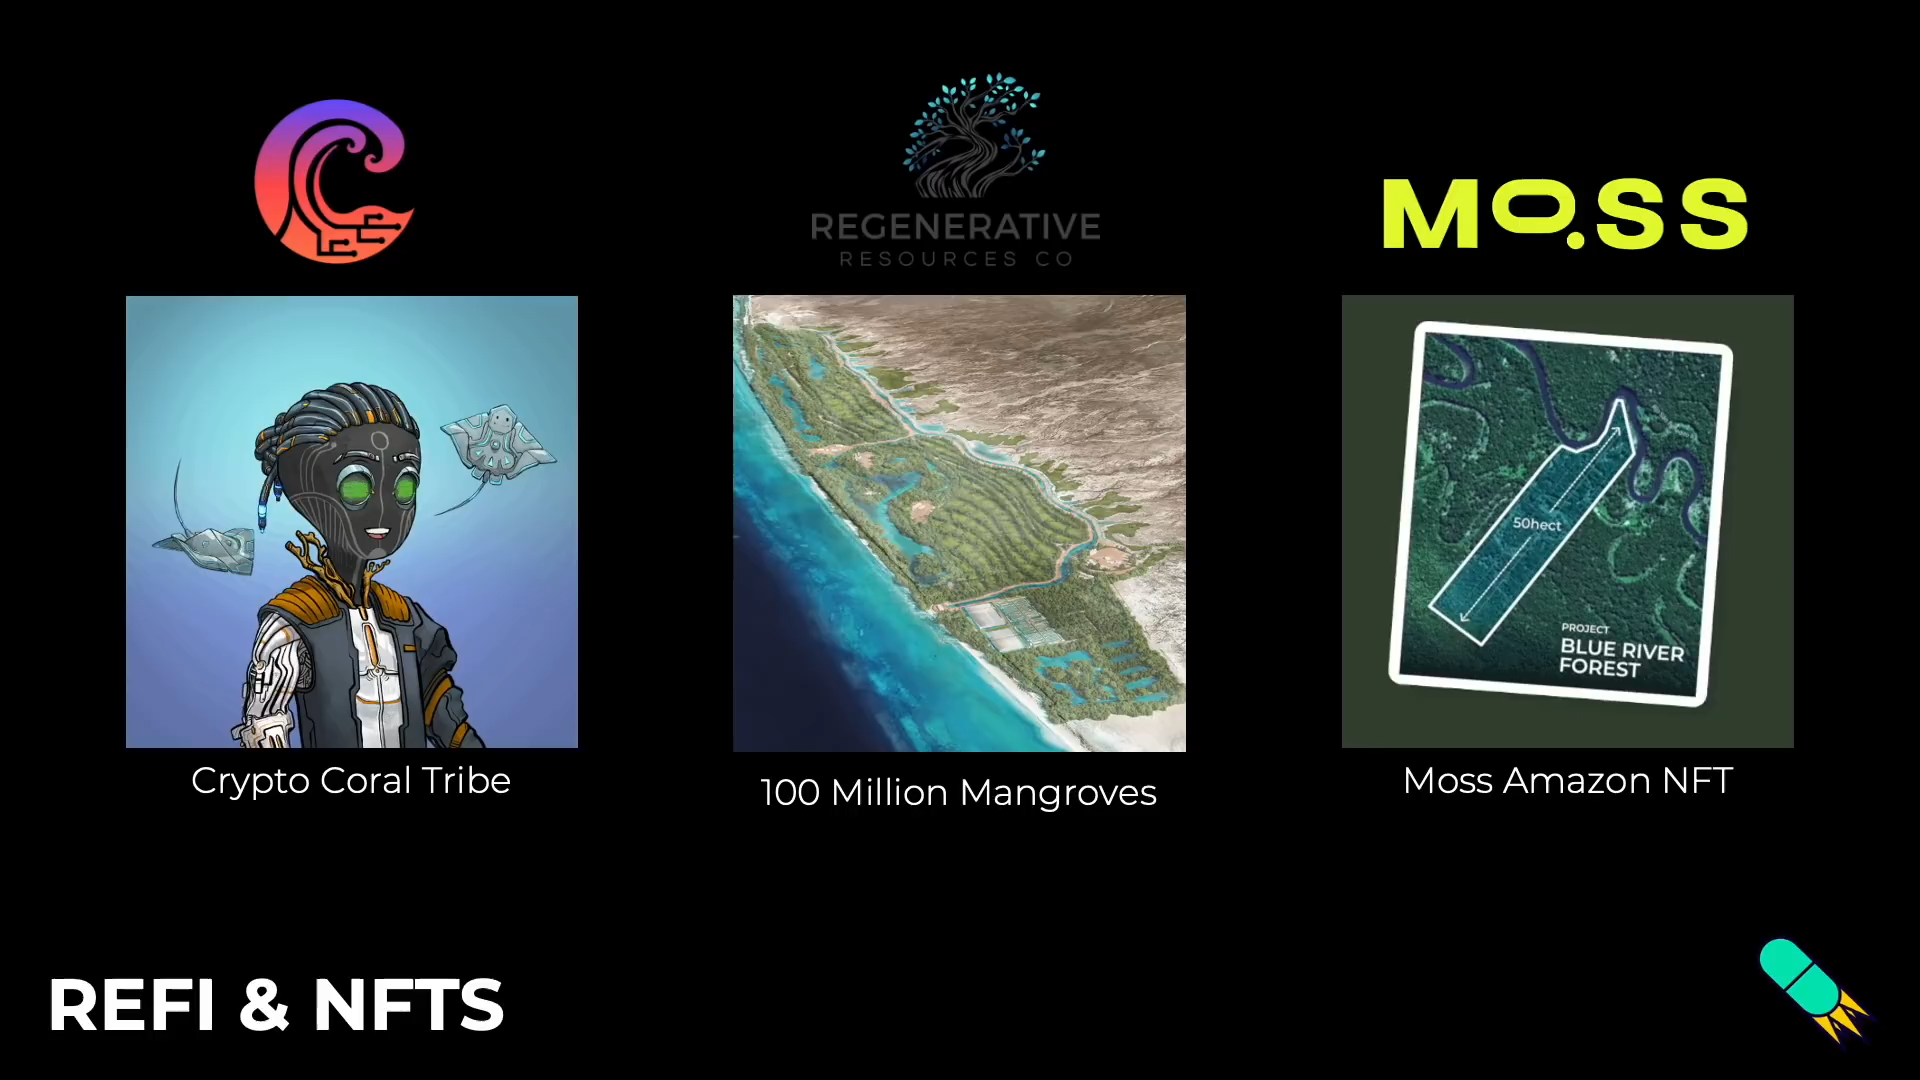 REGENERATIVE
RESOURCES CO
MOSS
50hect
PROJECT
BLUE RIVER
FOREST
Crypto Coral Tribe
100 Million Mangroves
Moss Amazon NFT
REFI & NFTS